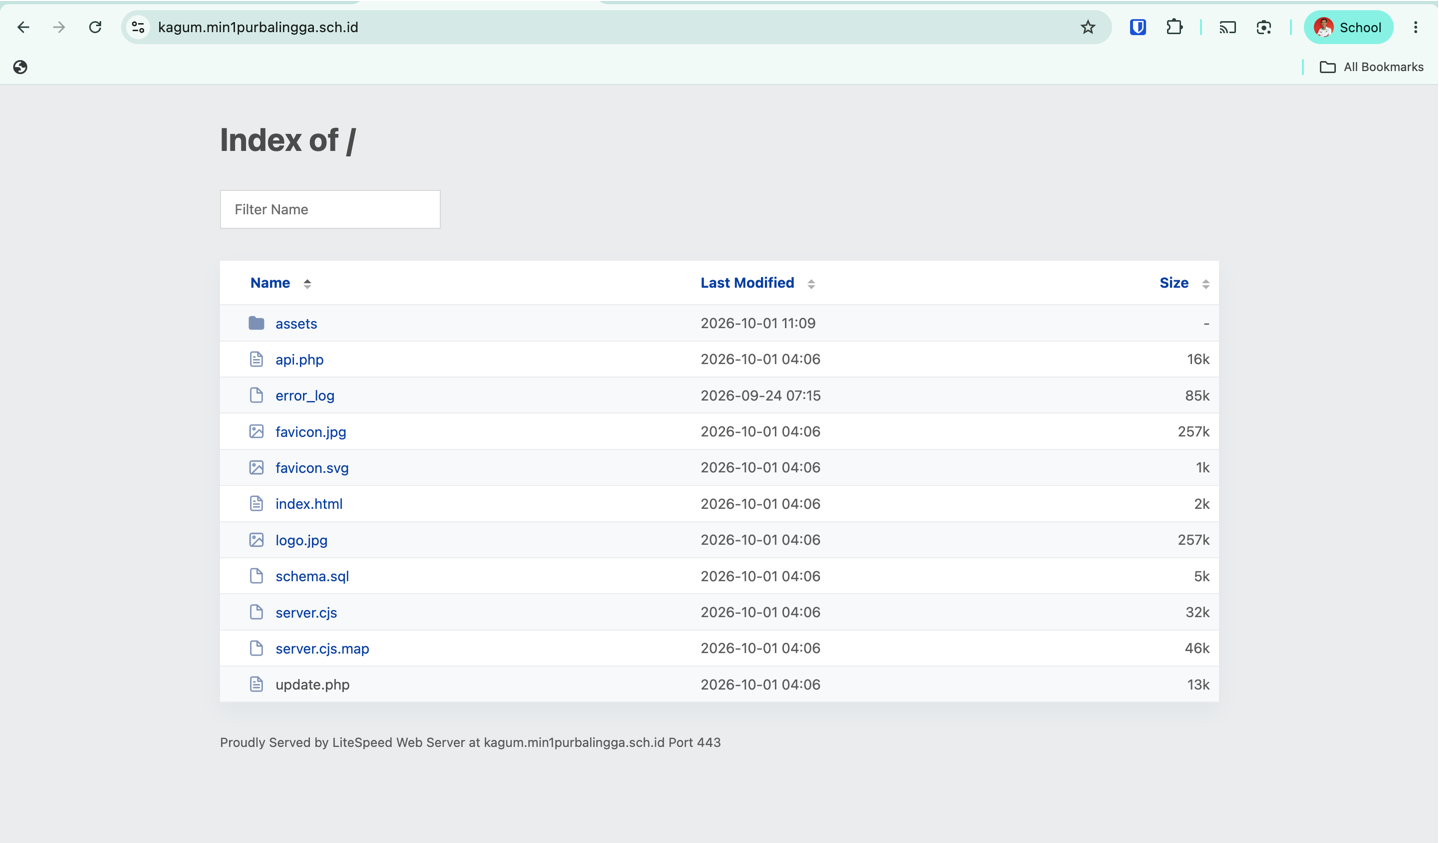 kagum.min1purbalingga.sch.id
School
All Bookmarks
Index of /
Filter Name
Name Last Modified Size
assets 2026-10-01 11:09 -
api.php 2026-10-01 04:06 16k
error_log 2026-09-24 07:15 85k
favicon.jpg 2026-10-01 04:06 257k
favicon.svg 2026-10-01 04:06 1k
index.html 2026-10-01 04:06 2k
logo.jpg 2026-10-01 04:06 257k
schema.sql 2026-10-01 04:06 5k
server.cjs 2026-10-01 04:06 32k
server.cjs.map 2026-10-01 04:06 46k
update.php 2026-10-01 04:06 13k
Proudly Served by LiteSpeed Web Server at kagum.min1purbalingga.sch.id Port 443